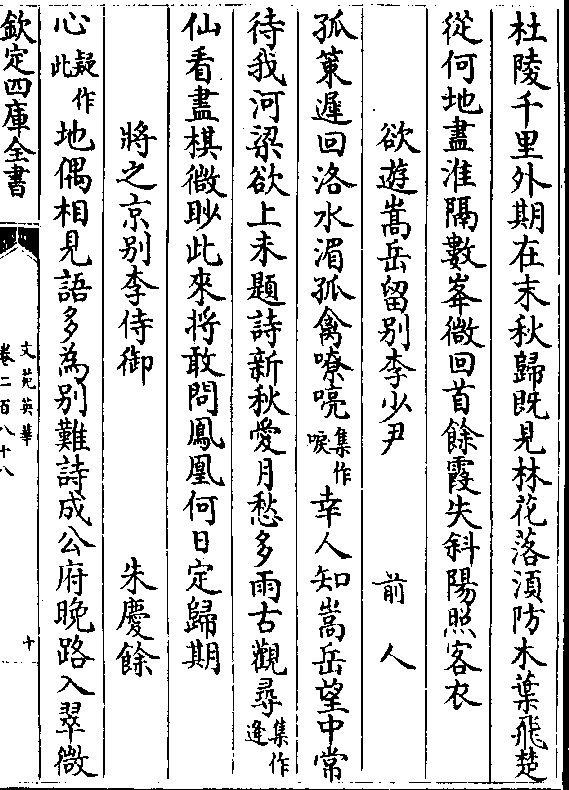 杜陵千里外期在末秋歸既見林花落湏防木葉飛楚
從何地盡淮隔數峯微回首餘霞失斜陽照客衣
欲遊嵩岳留别李少尹 前人
孤䇿遲回洛水湄孤禽嘹喨集作唳幸人知嵩岳望中常
待我河梁欲上未題詩新秋愛月愁多雨古觀尋集作逢
仙看盡棋微眇此來将敢問鳳凰何日定歸期
將之京别李侍御 朱慶餘
心疑作此地偶相見語多為别難詩成公府晚路入翠微
欽定四庫全書
文苑英華
卷二百八十八
十